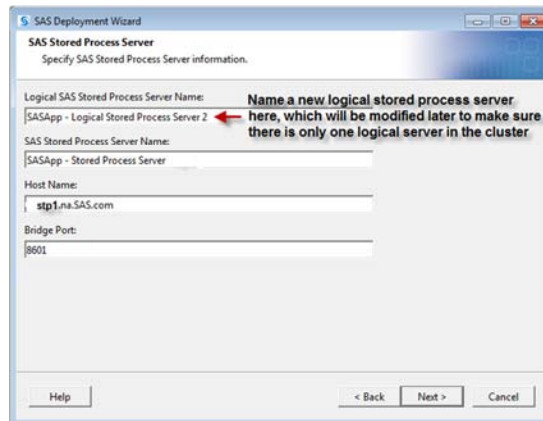 SAS Deployment Wizard
SAS Stored Process Server
Specify SAS Stored Process Server information.
Logical SAS Stored Process Server Name:
SASApp - Logical Stored Process Server 2
Name a new logical stored process server
here, which will be modified later to make sure
there is only one logical server in the cluster
SAS Stored Process Server Name:
SASApp - Stored Process Server
Host Name:
stp1.na.SAS.com
Bridge Port:
8601
Help
< Back
Next >
Cancel